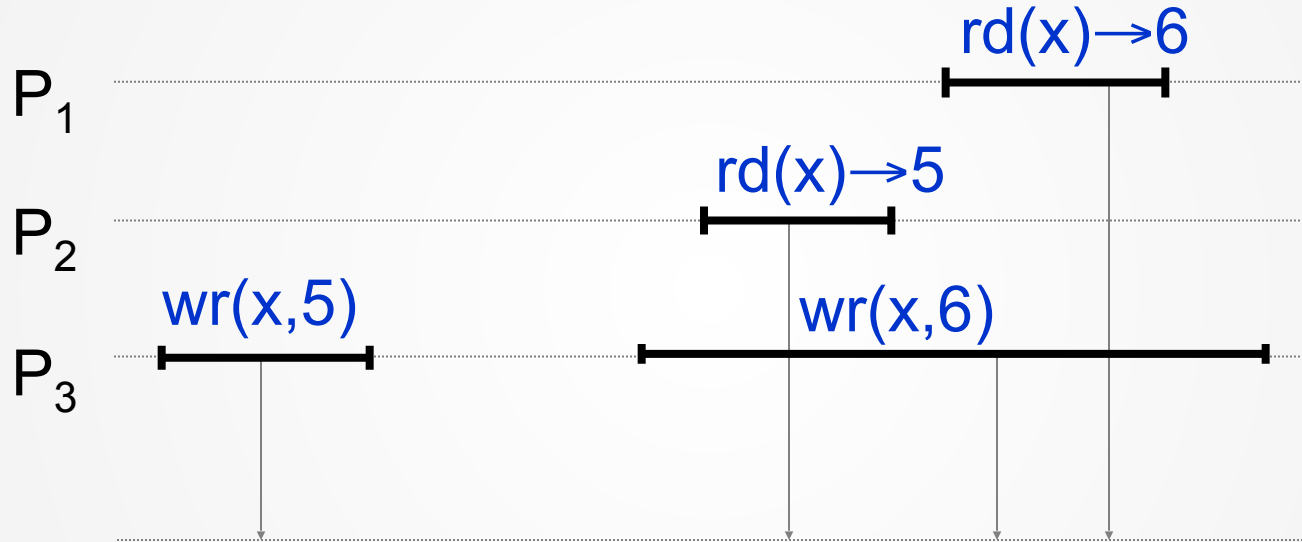 rd(x)→6
P1
rd(x)→5
P2
wr(x,5)
wr(x,6)
P3